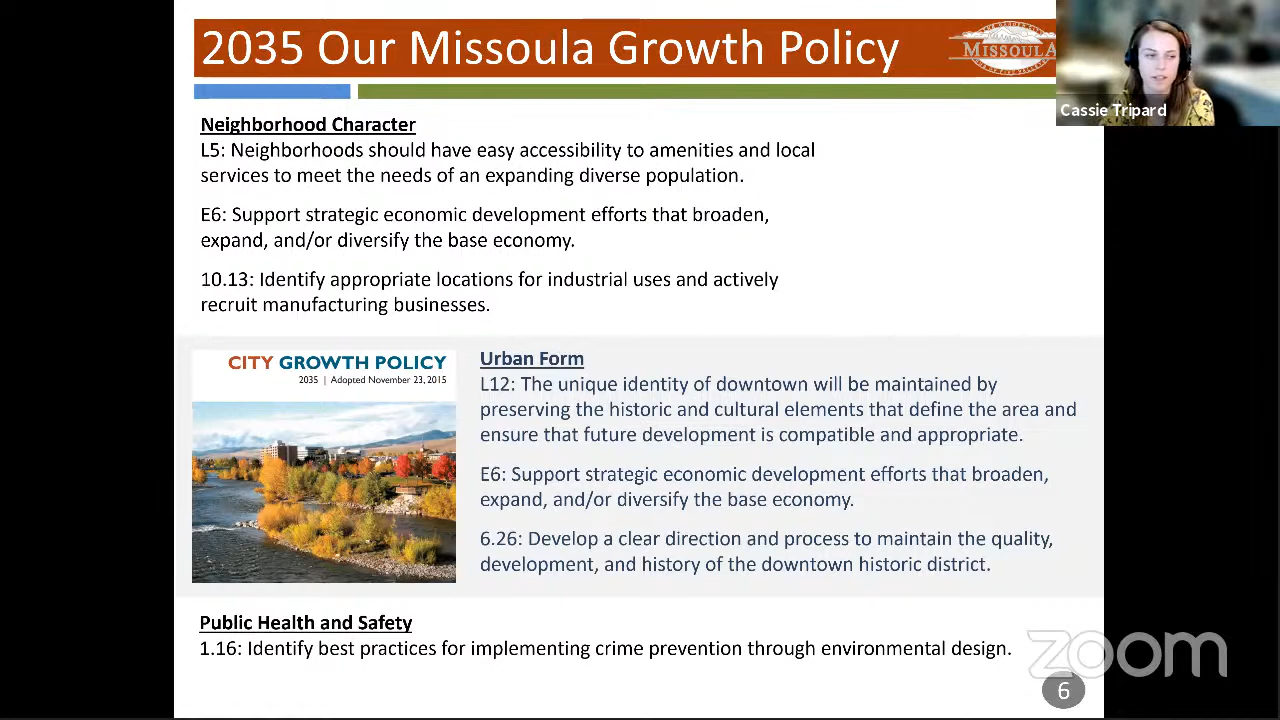 2035 Our Missoula Growth Policy
MISSOULA
Cassie Tripard
Neighborhood Character
L5: Neighborhoods should have easy accessibility to amenities and local
services to meet the needs of an expanding diverse population.
E6: Support strategic economic development efforts that broaden,
expand, and/or diversify the base economy.
10.13: Identify appropriate locations for industrial uses and actively
recruit manufacturing businesses.
CITY GROWTH POLICY
2035 | Adopted November 23, 2015
Urban Form
L12: The unique identity of downtown will be maintained by
preserving the historic and cultural elements that define the area and
ensure that future development is compatible and appropriate.
E6: Support strategic economic development efforts that broaden,
expand, and/or diversify the base economy.
6.26: Develop a clear direction and process to maintain the quality,
development, and history of the downtown historic district.
Public Health and Safety
1.16: Identify best practices for implementing crime prevention through environmental design.
zoom
6